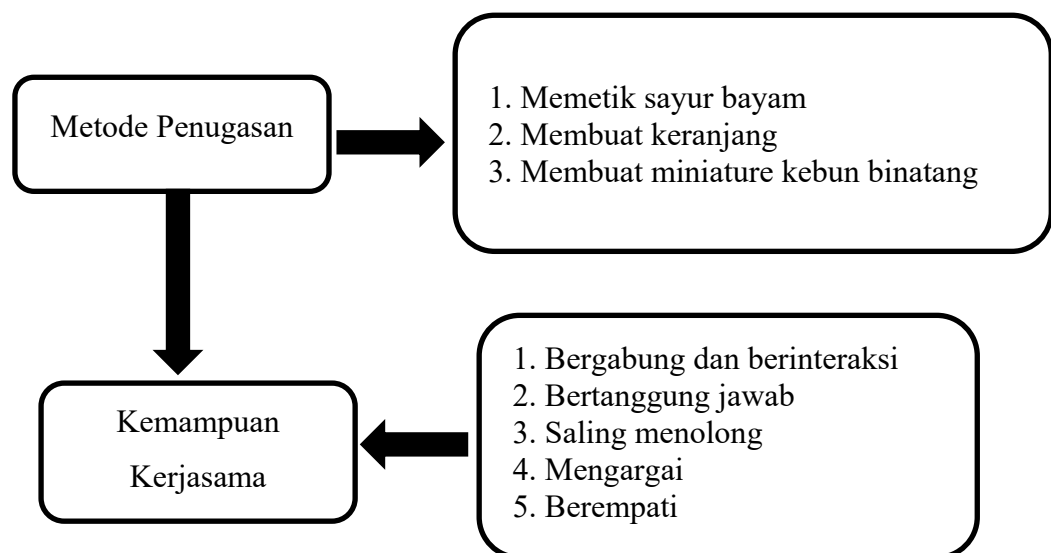 Metode Penugasan
1. Memetik sayur bayam
2. Membuat keranjang
3. Membuat miniature kebun binatang
Kemampuan
Kerjasama
1. Bergabung dan berinteraksi
2. Bertanggung jawab
3. Saling menolong
4. Mengargai
5. Berempati